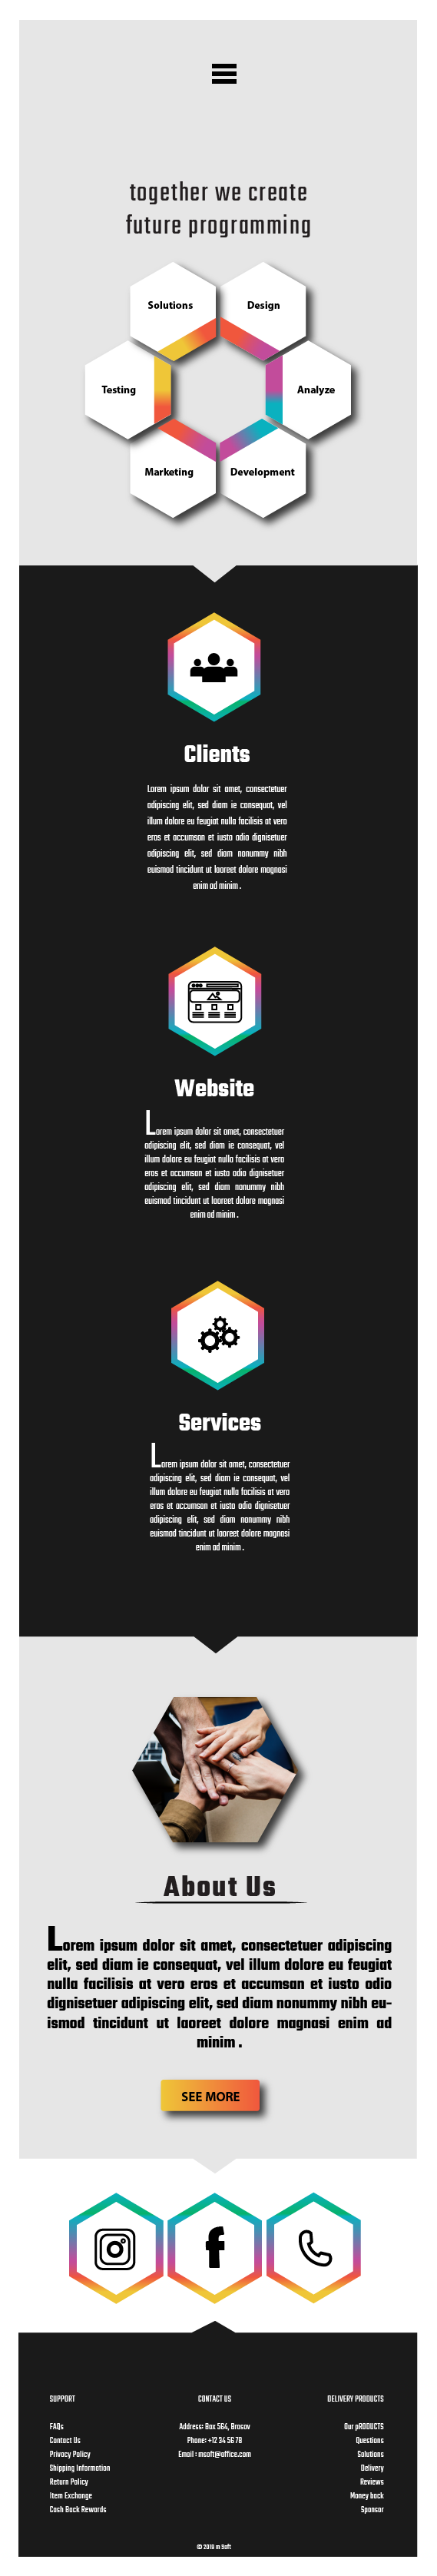 together we create
future programming
Solutions
Design
Testing
Analyze
Marketing
Development
Clients
Lorem ipsum dolor sit amet, consectetuer
adipiscing elit, sed diam ie consequat, vel
illum dolore eu feugiat nulla facilisis at vero
eros et accumsan et iusto odio dignisetuer
adipiscing elit, sed diam nonummy nibh
euismod tincidunt ut laoreet dolore magnasi
enim ad minim .
Website
Lorem ipsum dolor sit amet, consectetuer
adipiscing elit, sed diam ie consequat, vel
illum dolore eu feugiat nulla facilisis at vero
eros et accumsan et iusto odio dignisetuer
adipiscing elit, sed diam nonummy nibh
euismod tincidunt ut laoreet dolore magnasi
enim ad minim .
Services
Lorem ipsum dolor sit amet, consectetuer
adipiscing elit, sed diam ie consequat, vel
illum dolore eu feugiat nulla facilisis at vero
eros et accumsan et iusto odio dignisetuer
adipiscing elit, sed diam nonummy nibh
euismod tincidunt ut laoreet dolore magnasi
enim ad minim .
About Us
Lorem ipsum dolor sit amet, consectetuer adipiscing
elit, sed diam ie consequat, vel illum dolore eu feugiat
nulla facilisis at vero eros et accumsan et iusto odio
dignisetuer adipiscing elit, sed diam nonummy nibh eu-
ismod tincidunt ut laoreet dolore magnasi enim ad
minim .
SEE MORE
SUPPORT
FAQs
Contact Us
Privacy Policy
Shipping Information
Return Policy
Item Exchange
Cash Back Rewards
CONTACT US
Address: Box 564, Brasov
Phone: +12 34 56 78
Email : msoft@office.com
DELIVERY PRODUCTS
Our pRODUCTS
Questions
Solutions
Delivery
Reviews
Money back
Sponsor
© 2019 m Soft